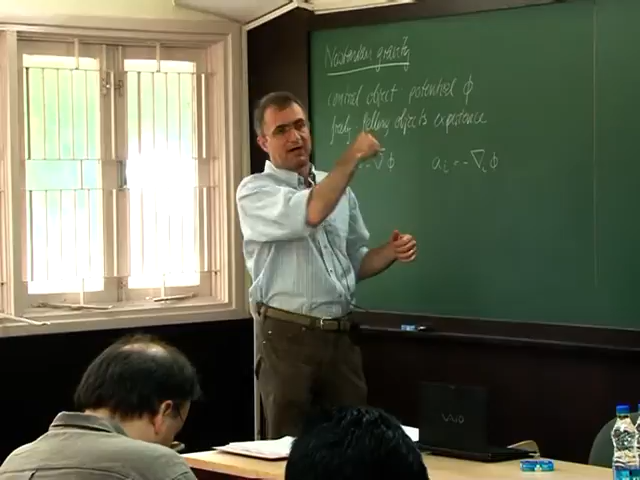 Newtonian gravity
central object potential ϕ
freely falling objects experience
= -∇ϕ a_i = -∇_i ϕ
VAIO